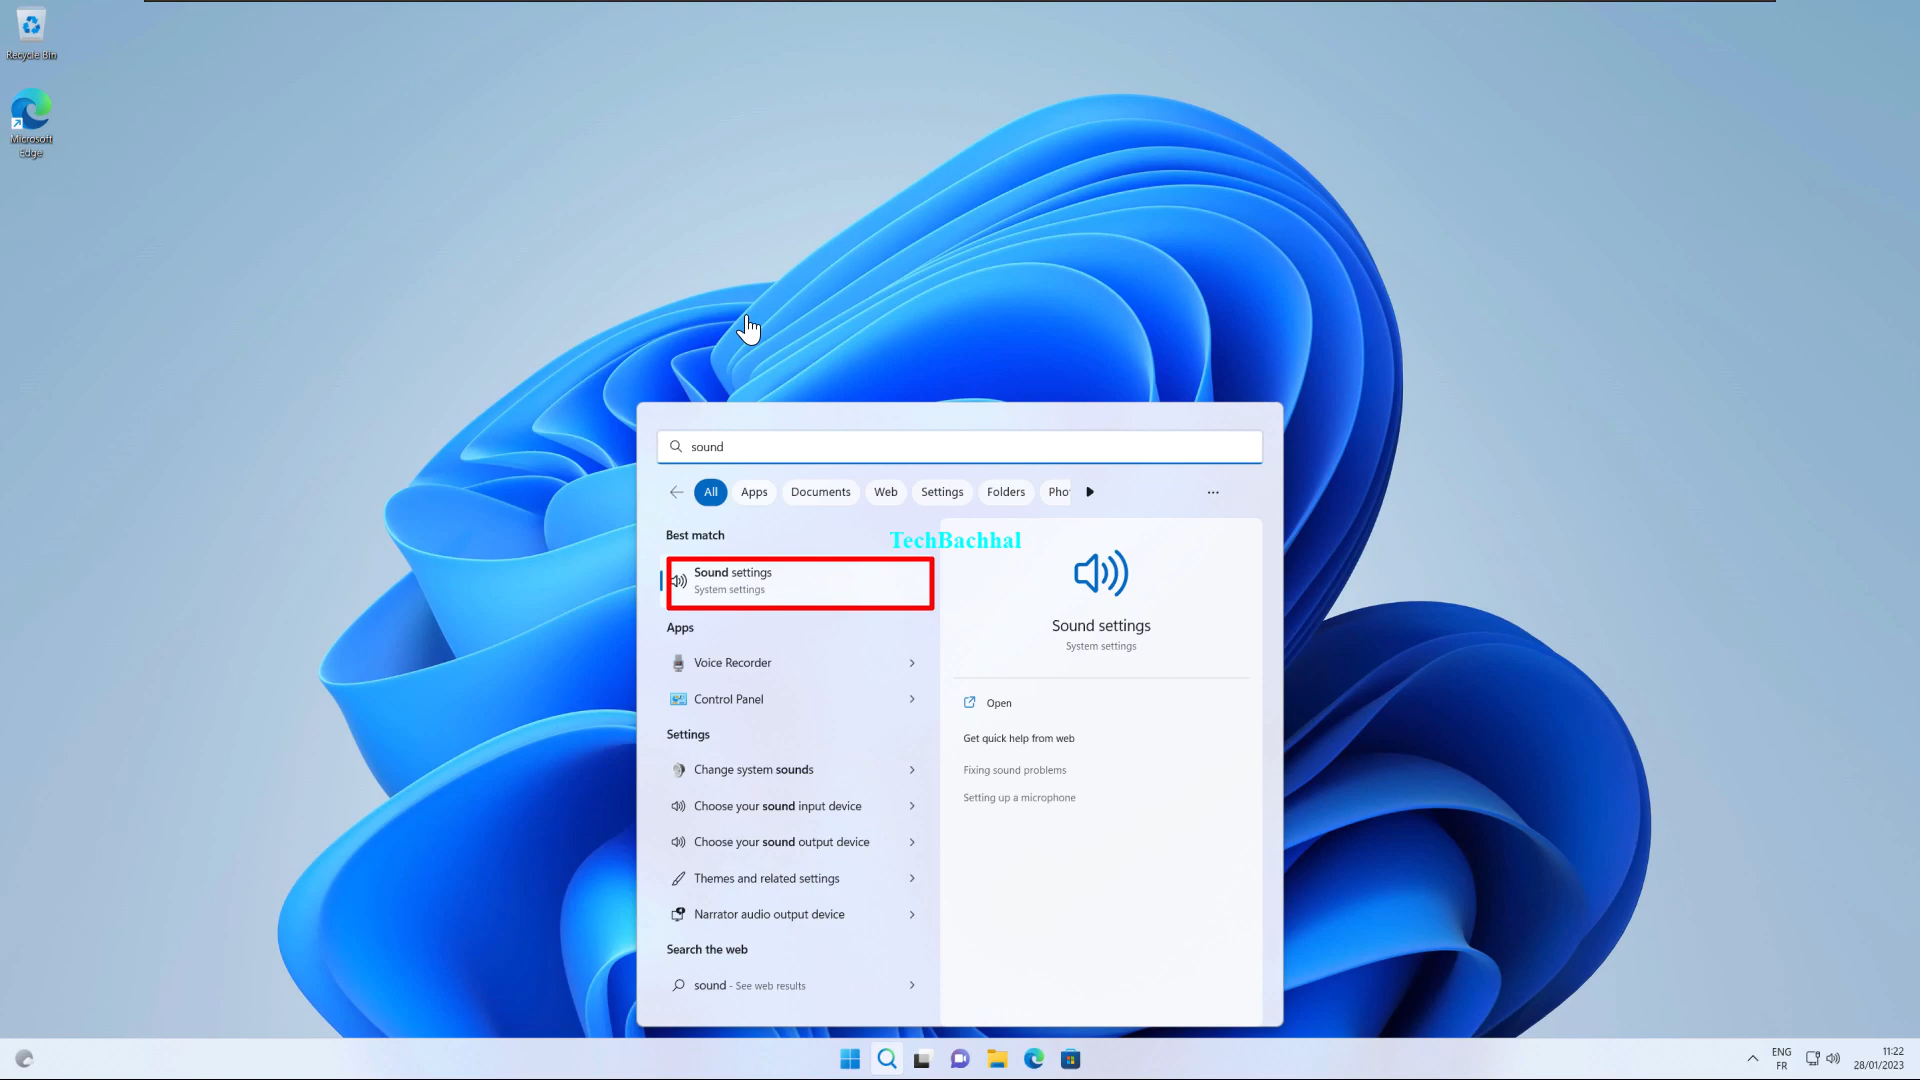 Recycle Bin
Microsoft
Edge
sound
All
Apps
Documents
Web
Settings
Folders
Pho
Best match
TechBachhal
Sound settings
System settings
Apps
Voice Recorder
Control Panel
Settings
Change system sounds
Choose your sound input device
Choose your sound output device
Themes and related settings
Narrator audio output device
Search the web
sound - See web results
Sound settings
System settings
Open
Get quick help from web
Fixing sound problems
Setting up a microphone
ENG
FR
11:22
28/01/2023